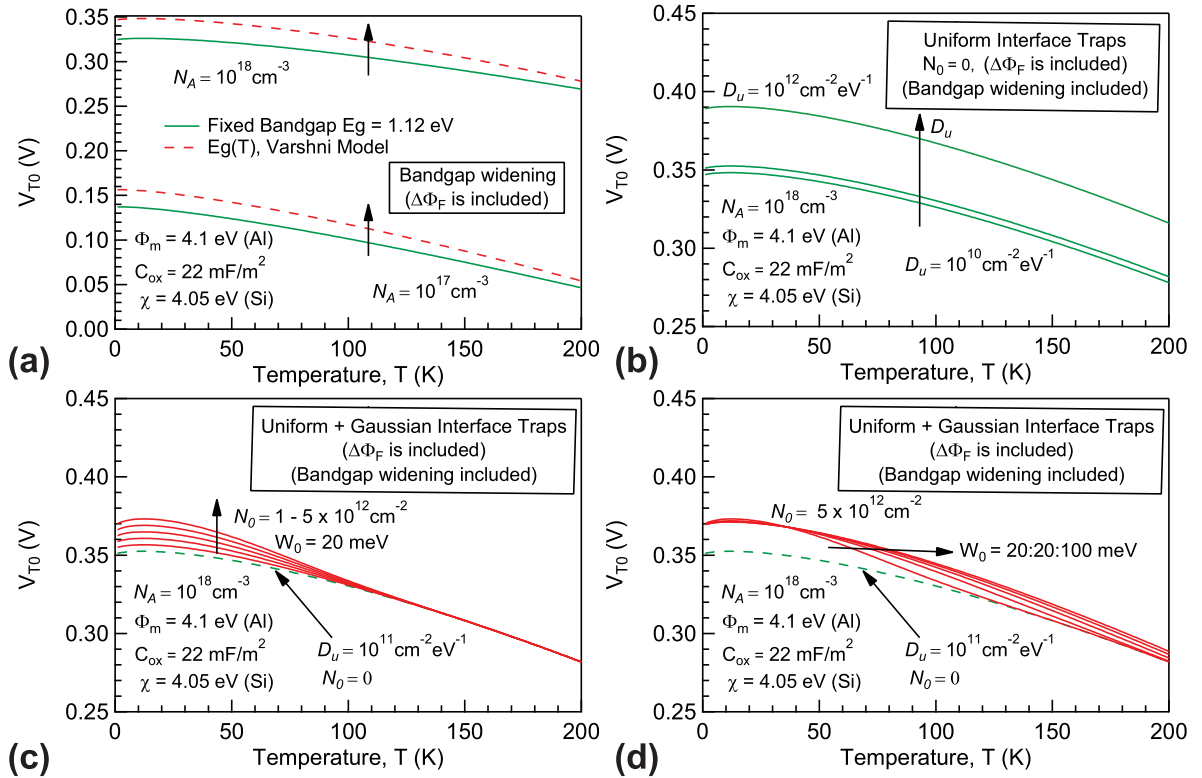 0.35
0.30
0.25
0.20
0.15
0.10
0.05
0.00
V_T0 (V)
N_A = 10^18 cm^-3
Fixed Bandgap Eg = 1.12 eV
Eg(T), Varshni Model
Bandgap widening
(ΔΦ_F is included)
Φ_m = 4.1 eV (Al)
C_ox = 22 mF/m^2
χ = 4.05 eV (Si)
N_A = 10^17 cm^-3
0 50 100 150 200
Temperature, T (K)
(a)
0.45
0.40
0.35
0.30
0.25
V_T0 (V)
Uniform Interface Traps
N_0 = 0, (ΔΦ_F is included)
(Bandgap widening included)
D_u = 10^12 cm^-2 eV^-1
D_u
N_A = 10^18 cm^-3
Φ_m = 4.1 eV (Al)
C_ox = 22 mF/m^2
χ = 4.05 eV (Si)
D_u = 10^10 cm^-2 eV^-1
0 50 100 150 200
Temperature, T (K)
(b)
0.45
0.40
0.35
0.30
0.25
V_T0 (V)
Uniform + Gaussian Interface Traps
(ΔΦ_F is included)
(Bandgap widening included)
N_0 = 1 - 5 x 10^12 cm^-2
W_0 = 20 meV
N_A = 10^18 cm^-3
Φ_m = 4.1 eV (Al)
C_ox = 22 mF/m^2
χ = 4.05 eV (Si)
D_u = 10^11 cm^-2 eV^-1
N_0 = 0
0 50 100 150 200
Temperature, T (K)
(c)
0.45
0.40
0.35
0.30
0.25
V_T0 (V)
Uniform + Gaussian Interface Traps
(ΔΦ_F is included)
(Bandgap widening included)
N_0 = 5 x 10^12 cm^-2
W_0 = 20:20:100 meV
N_A = 10^18 cm^-3
Φ_m = 4.1 eV (Al)
C_ox = 22 mF/m^2
χ = 4.05 eV (Si)
D_u = 10^11 cm^-2 eV^-1
N_0 = 0
0 50 100 150 200
Temperature, T (K)
(d)